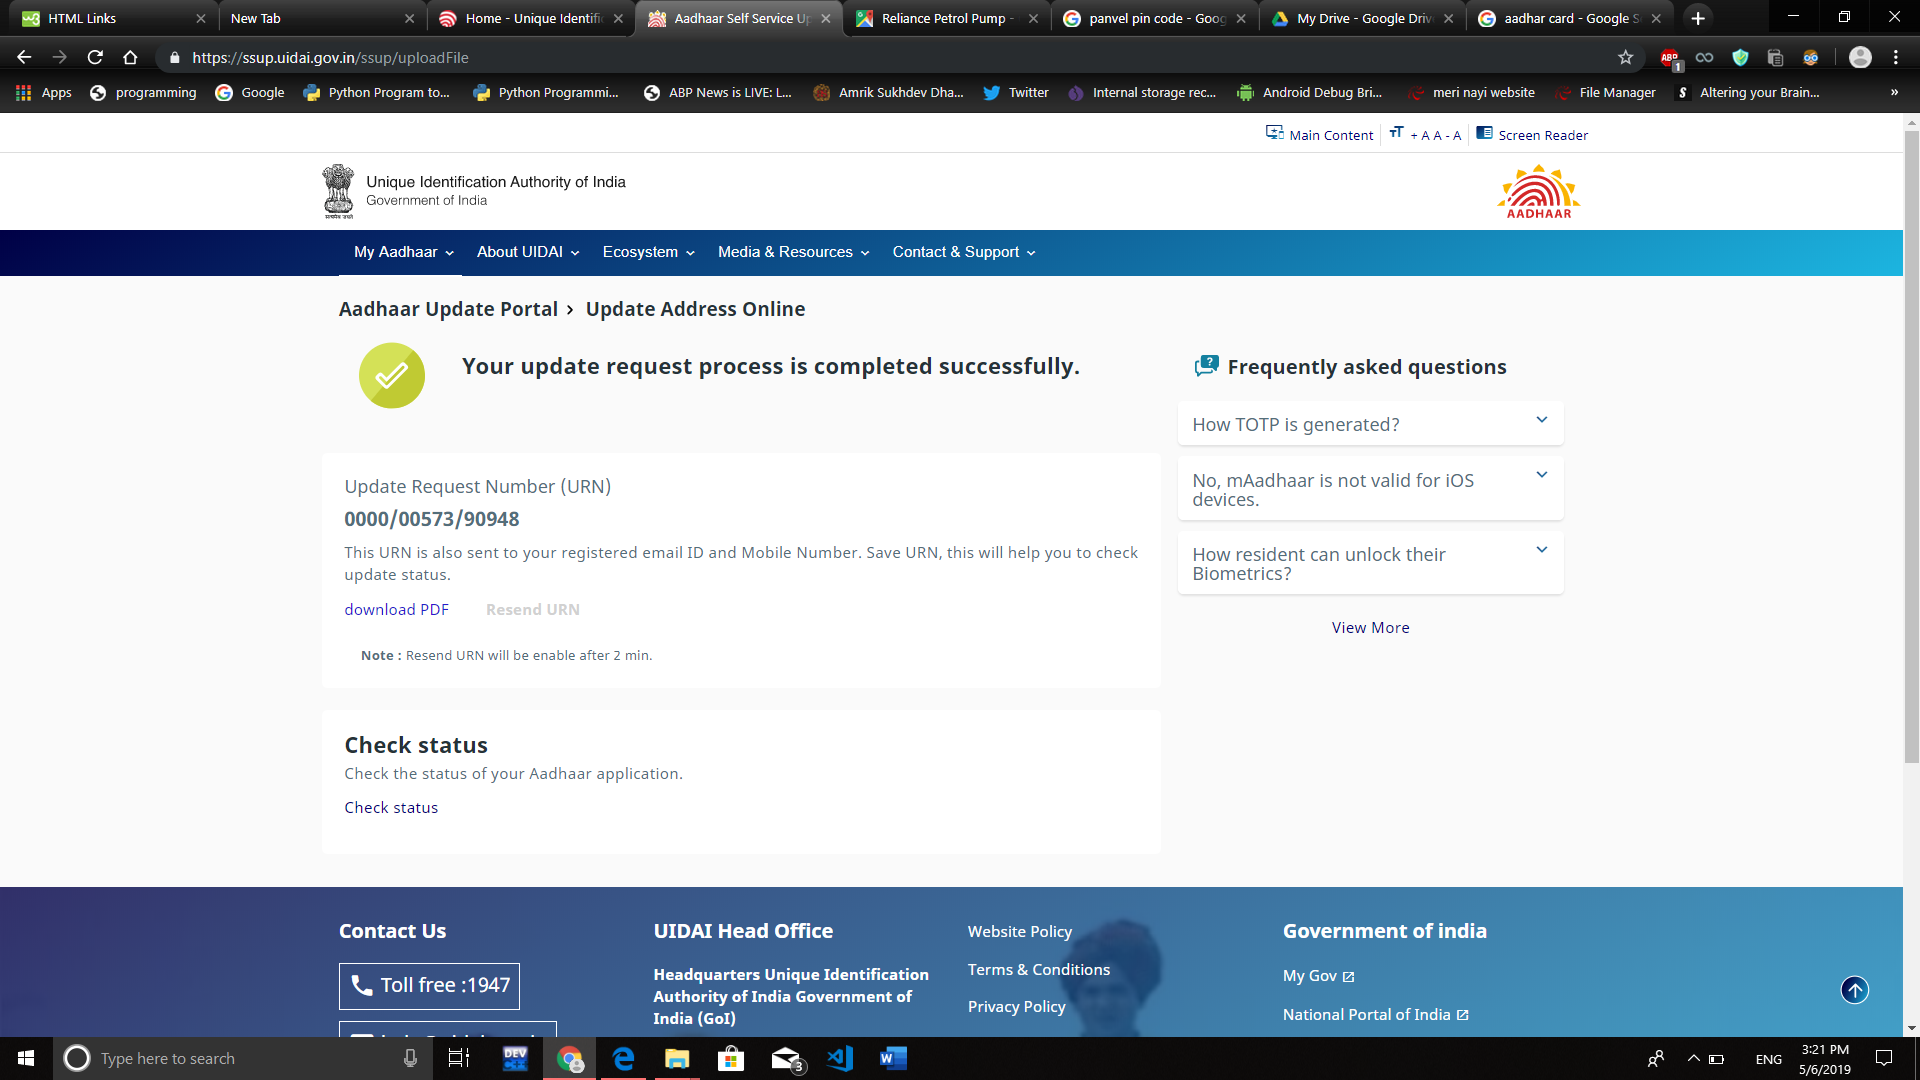 HTML Links
New Tab
Home - Unique Identifi
Aadhaar Self Service Up
Reliance Petrol Pump -
panvel pin code - Goog
My Drive - Google Driv
aadhar card - Google S
https://ssup.uidai.gov.in/ssup/uploadFile
ABP
1
Apps
programming
Google
Python Program to...
Python Programmi...
ABP News is LIVE: L...
Amrik Sukhdev Dha...
Twitter
Internal storage rec...
Android Debug Bri...
meri nayi website
File Manager
Altering your Brain...
»
Main Content
+ A A - A
Screen Reader
Unique Identification Authority of India
Government of India
सत्यमेव जयते
AADHAAR
My Aadhaar
About UIDAI
Ecosystem
Media & Resources
Contact & Support
Aadhaar Update Portal › Update Address Online
Your update request process is completed successfully.
Update Request Number (URN)
0000/00573/90948
This URN is also sent to your registered email ID and Mobile Number. Save URN, this will help you to check
update status.
download PDF
Resend URN
Note : Resend URN will be enable after 2 min.
Check status
Check the status of your Aadhaar application.
Check status
Frequently asked questions
How TOTP is generated?
No, mAadhaar is not valid for iOS
devices.
How resident can unlock their
Biometrics?
View More
Contact Us
Toll free :1947
UIDAI Head Office
Headquarters Unique Identification
Authority of India Government of
India (GoI)
Website Policy
Terms & Conditions
Privacy Policy
Government of india
My Gov
National Portal of India
Type here to search
DEV
C++
3
ENG
3:21 PM
5/6/2019